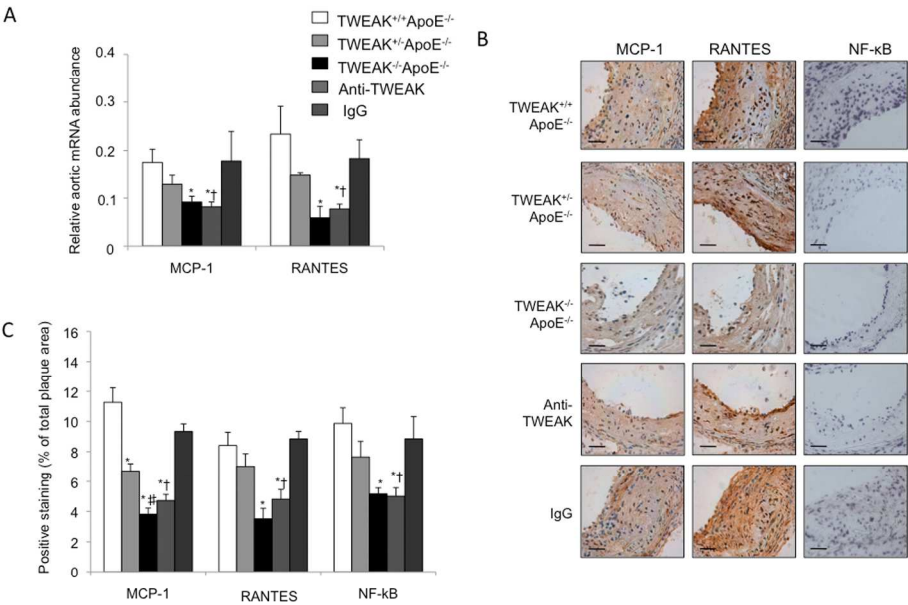 A
TWEAK⁺/⁺ApoE⁻/⁻
TWEAK⁺/⁻ApoE⁻/⁻
TWEAK⁻/⁻ApoE⁻/⁻
Anti-TWEAK
IgG
Relative aortic mRNA abundance
0.4
0.3
0.2
0.1
0
*
*†
*
*†
MCP-1
RANTES
B
MCP-1
RANTES
NF-κB
TWEAK⁺/⁺
ApoE⁻/⁻
TWEAK⁺/⁻
ApoE⁻/⁻
TWEAK⁻/⁻
ApoE⁻/⁻
Anti-
TWEAK
IgG
C
Positive staining (% of total plaque area)
16
14
12
10
8
6
4
2
0
*
*‡
*†
*
*†
*
*†
MCP-1
RANTES
NF-kB